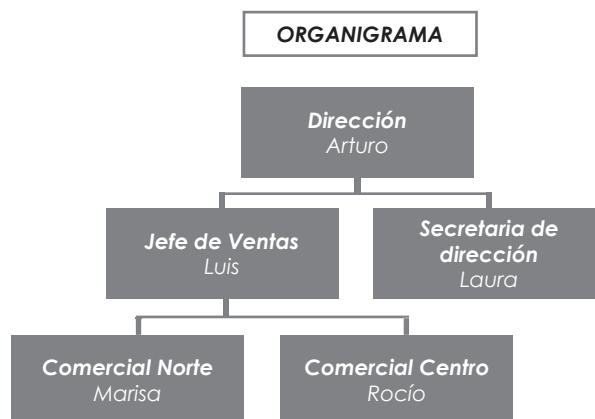 ORGANIGRAMA
Dirección
Arturo
Jefe de Ventas
Luis
Secretaria de
dirección
Laura
Comercial Norte
Marisa
Comercial Centro
Rocío